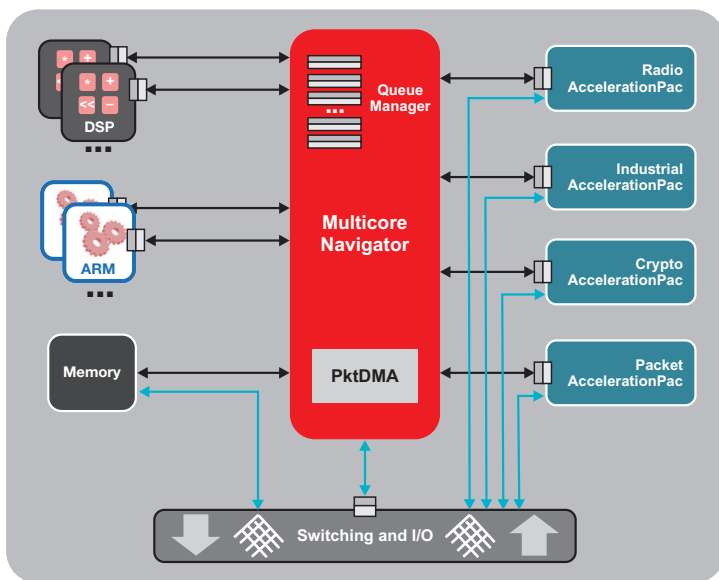 * +
* +
<< −
DSP
...
ARM
...
Memory
Queue
Manager
...
Multicore
Navigator
PktDMA
Radio
AccelerationPac
Industrial
AccelerationPac
Crypto
AccelerationPac
Packet
AccelerationPac
Switching and I/O